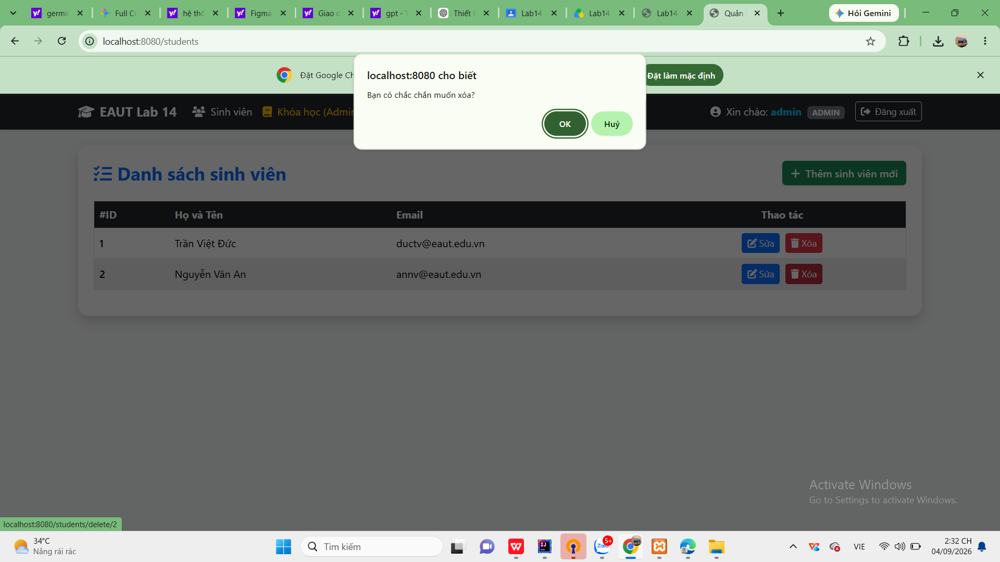 germin
Full Co
hệ thố
Figma
Giao d
gpt - Y
Thiết k
Lab14
Lab14
Lab14
Quản
Hỏi Gemini
localhost:8080/students
Đặt Google Ch
Đặt làm mặc định
localhost:8080 cho biết
Bạn có chắc chắn muốn xóa?
OK
Huỷ
EAUT Lab 14
Sinh viên
Khóa học (Admin
Xin chào: admin
ADMIN
Đăng xuất
Danh sách sinh viên
Thêm sinh viên mới
#ID Họ và Tên Email Thao tác
1 Trần Việt Đức ductv@eaut.edu.vn Sửa Xóa
2 Nguyễn Văn An annv@eaut.edu.vn Sửa Xóa
Activate Windows
Go to Settings to activate Windows.
localhost:8080/students/delete/2
34°C
Nắng rải rác
Tìm kiếm
IJ
Zalo
5+
VIE
2:32 CH
04/09/2026